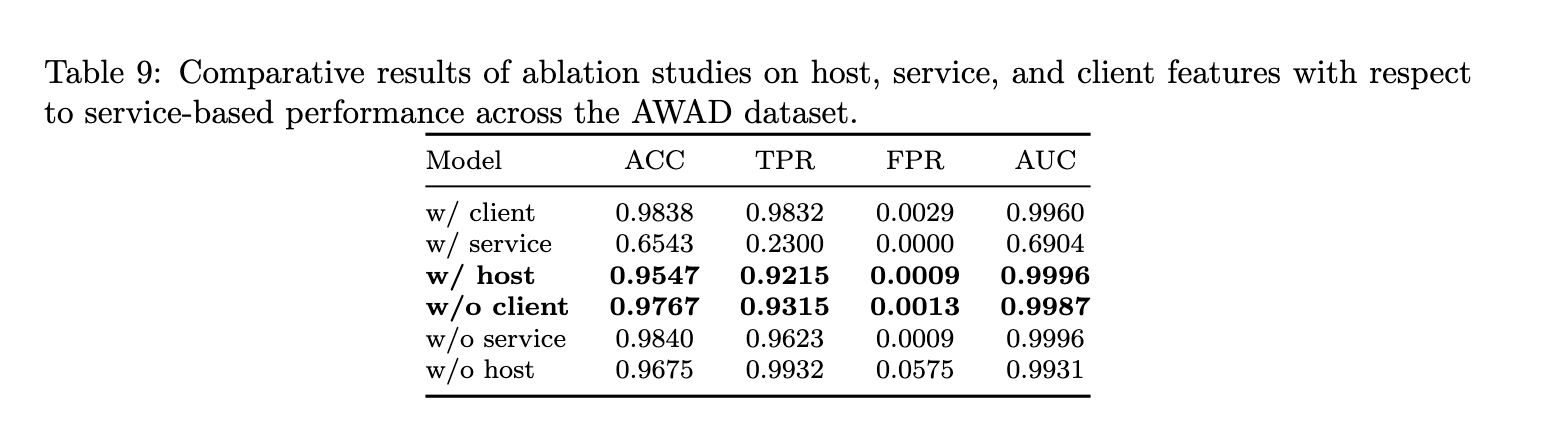 Table 9: Comparative results of ablation studies on host, service, and client features with respect
to service-based performance across the AWAD dataset.
Model ACC TPR FPR AUC
w/ client 0.9838 0.9832 0.0029 0.9960
w/ service 0.6543 0.2300 0.0000 0.6904
w/ host 0.9547 0.9215 0.0009 0.9996
w/o client 0.9767 0.9315 0.0013 0.9987
w/o service 0.9840 0.9623 0.0009 0.9996
w/o host 0.9675 0.9932 0.0575 0.9931